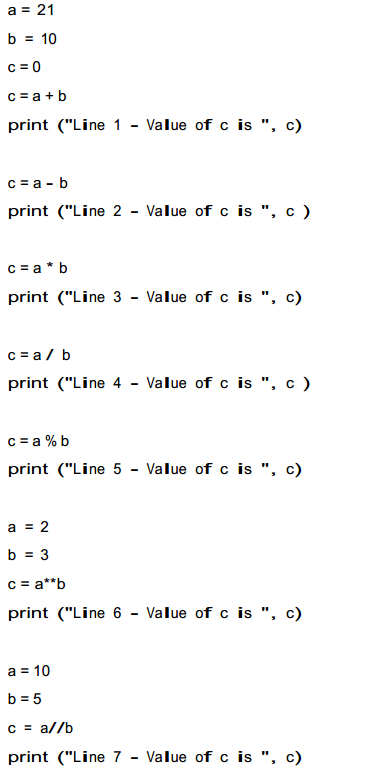 a = 21
b = 10
c = 0
c = a + b
print ("Line 1 - Value of c is ", c)
c = a - b
print ("Line 2 - Value of c is ", c )
c = a * b
print ("Line 3 - Value of c is ", c)
c = a / b
print ("Line 4 - Value of c is ", c )
c = a % b
print ("Line 5 - Value of c is ", c)
a = 2
b = 3
c = a**b
print ("Line 6 - Value of c is ", c)
a = 10
b = 5
c = a//b
print ("Line 7 - Value of c is ", c)